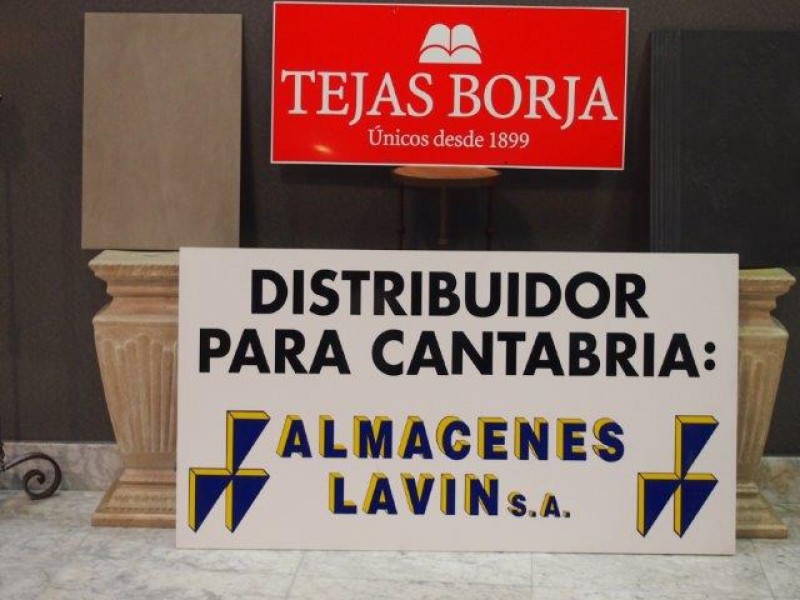 TEJAS BORJA
Únicos desde 1899
DISTRIBUIDOR
PARA CANTABRIA:
ALMACENES
LAVIN S.A.